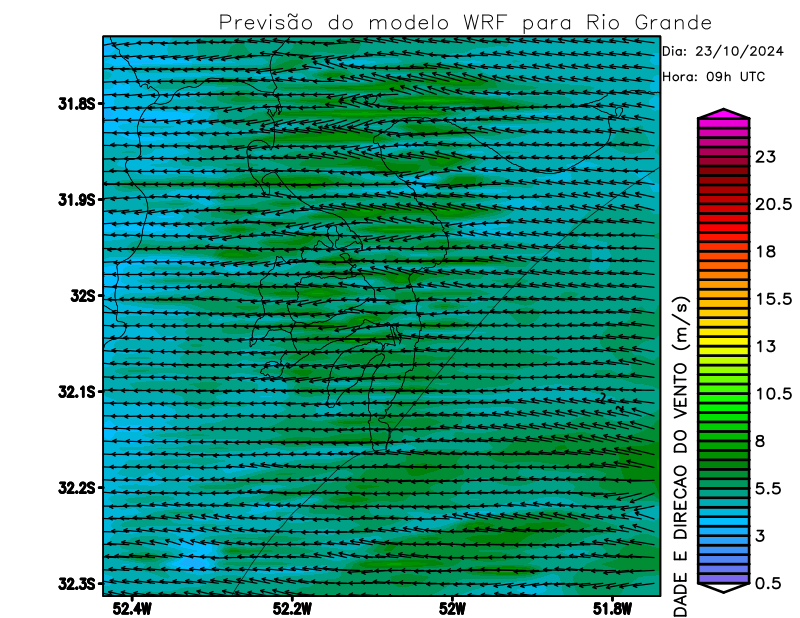 Previsão do modelo WRF para Rio Grande
Dia: 23/10/2024
Hora: 09h UTC
31.8S
31.9S
32S
32.1S
32.2S
32.3S
52.4W
52.2W
52W
51.8W
23
20.5
18
15.5
13
10.5
8
5.5
3
0.5
DADE E DIRECAO DO VENTO (m/s)